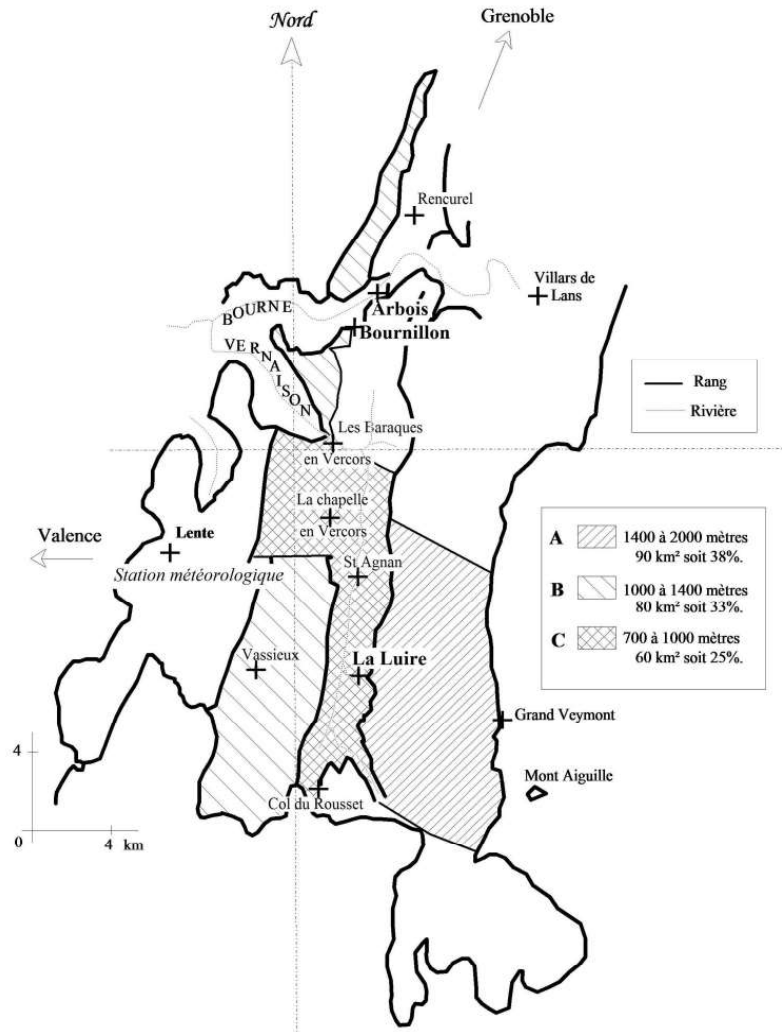 Nord
Grenoble
Rencurel
Villars de
Lans
BOURNE
Arbois
Bournillon
VERNAISON
Rang
Rivière
Les Baraques
en Vercors
La chapelle
en Vercors
Valence
Lente
Station météorologique
St Agnan
A 1400 à 2000 mètres
90 km² soit 38%.
B 1000 à 1400 mètres
80 km² soit 33%.
C 700 à 1000 mètres
60 km² soit 25%.
Vassieux
La Luire
Grand Veymont
Mont Aiguille
Col du Rousset
4
0 4 km